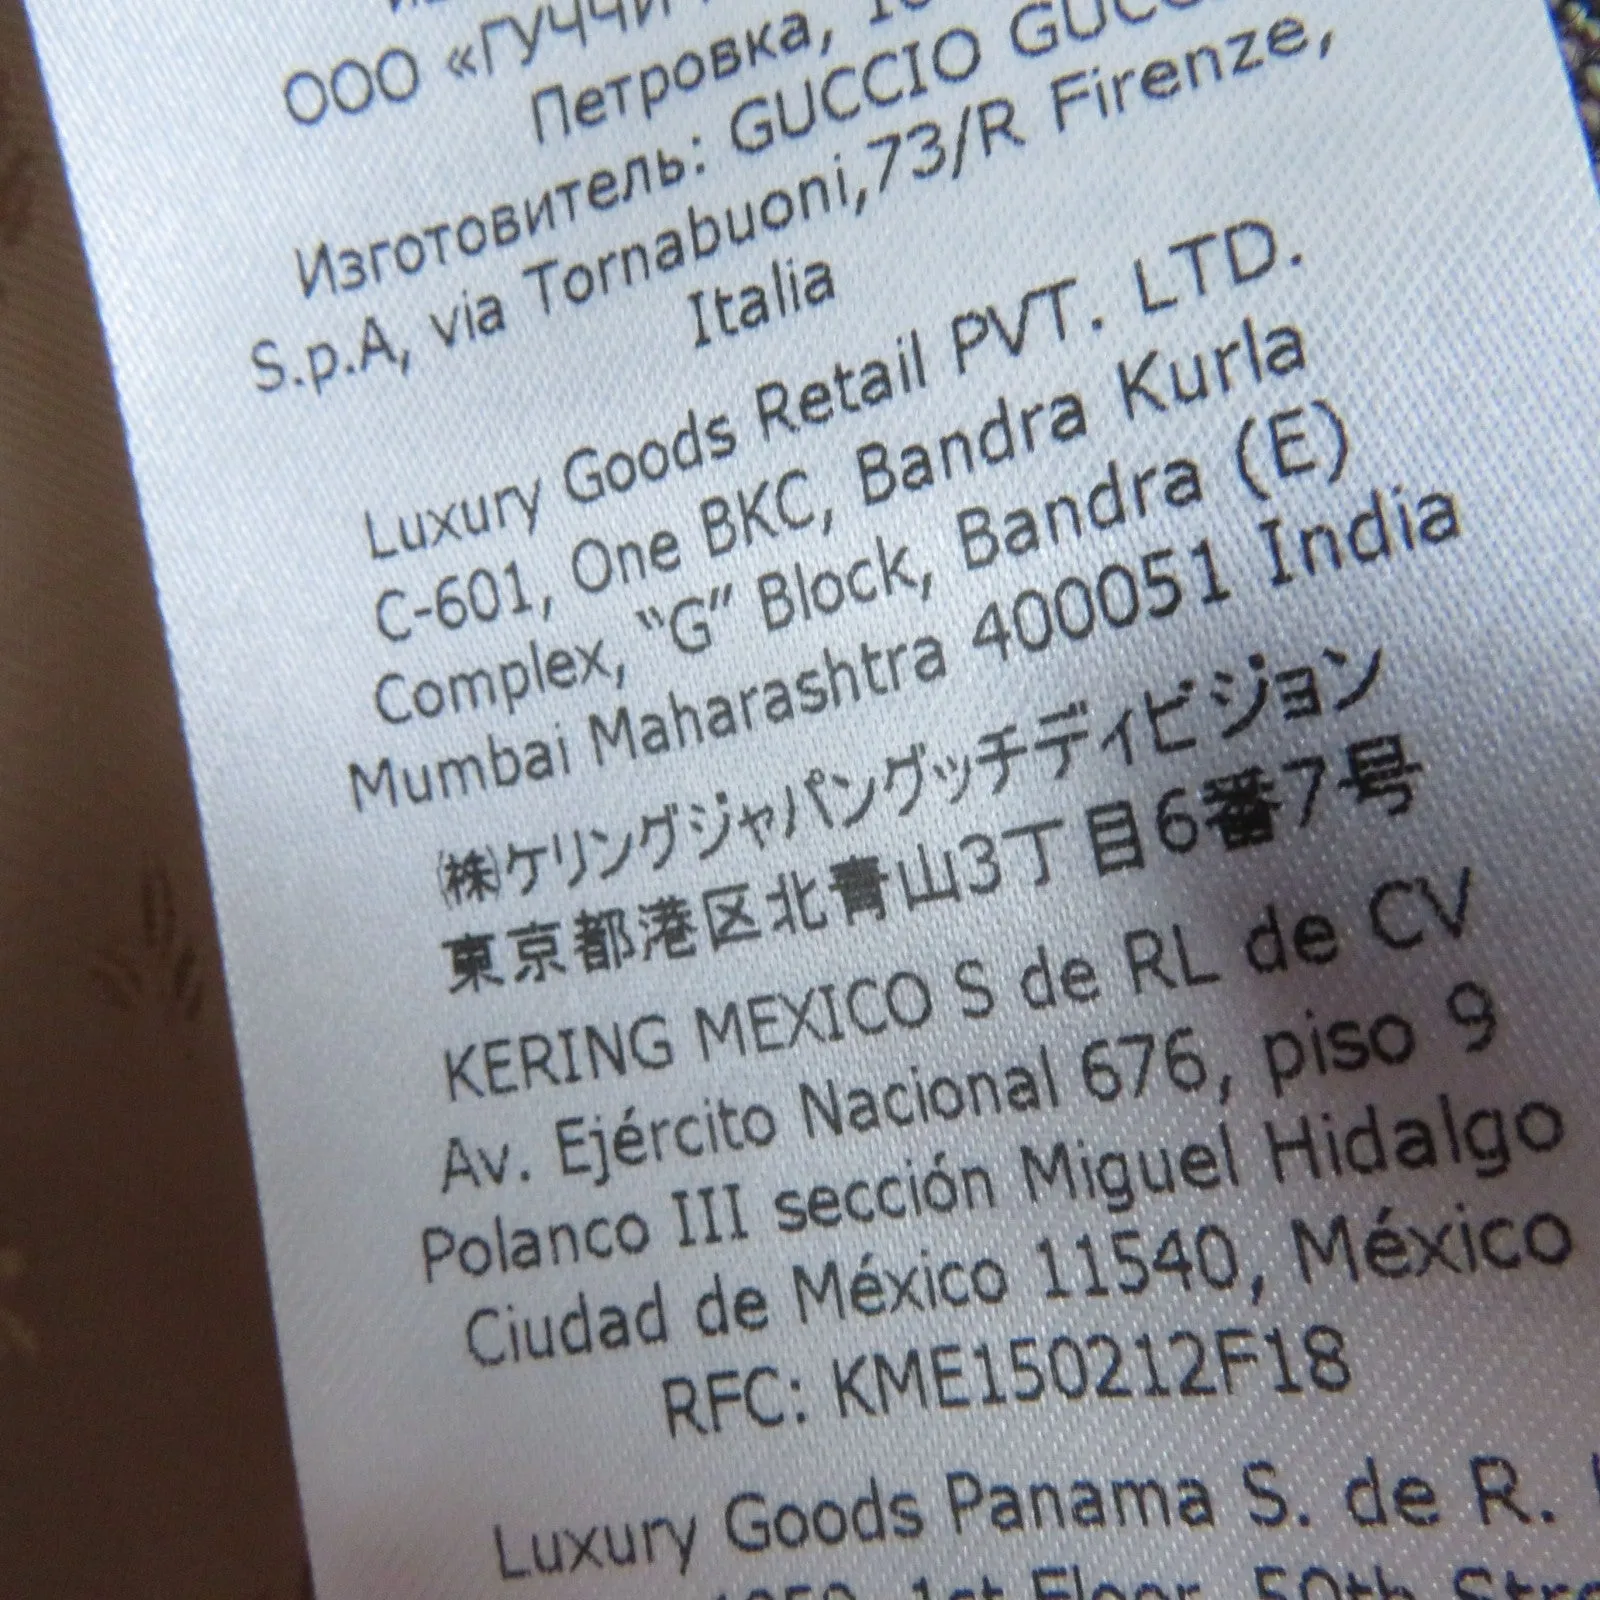 ООО «ГУЧЧИ
Петровка,
Изготовитель: GUCCIO
S.p.A, via Tornabuoni,73/R Firenze,
Italia
Luxury Goods Retail PVT. LTD.
C-601, One BKC, Bandra Kurla
Complex, “G” Block, Bandra (E)
Mumbai Maharashtra 400051 India
㈱ケリングジャパングッチディビジョン
東京都港区北青山3丁目6番7号
KERING MEXICO S de RL de CV
Av. Ejército Nacional 676, piso 9
Polanco III sección Miguel Hidalgo
Ciudad de México 11540, México
RFC: KME150212F18
Luxury Goods Panama S. de R.
1st Floor, 50th